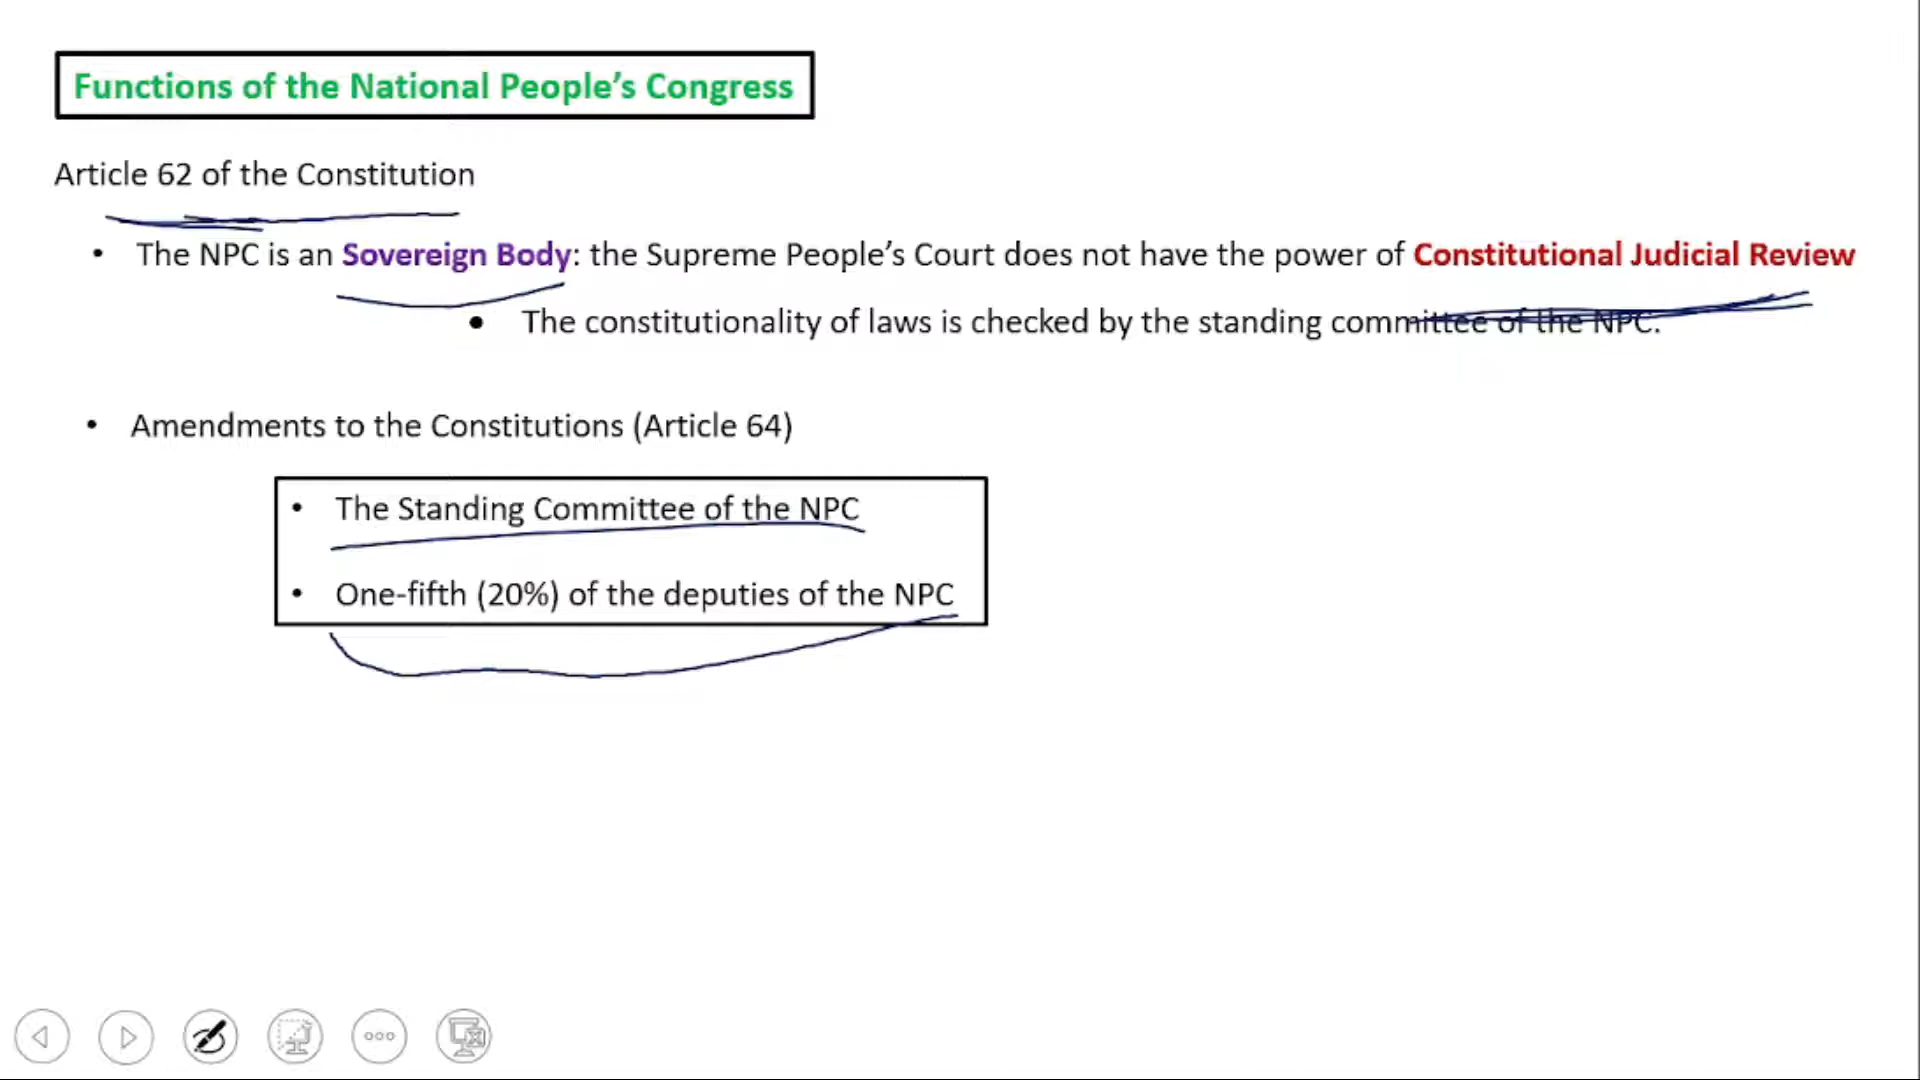 Functions of the National People's Congress
Article 62 of the Constitution
• The NPC is an Sovereign Body: the Supreme People's Court does not have the power of Constitutional Judicial Review
• The constitutionality of laws is checked by the standing committee of the NPC.
• Amendments to the Constitutions (Article 64)
• The Standing Committee of the NPC
• One-fifth (20%) of the deputies of the NPC